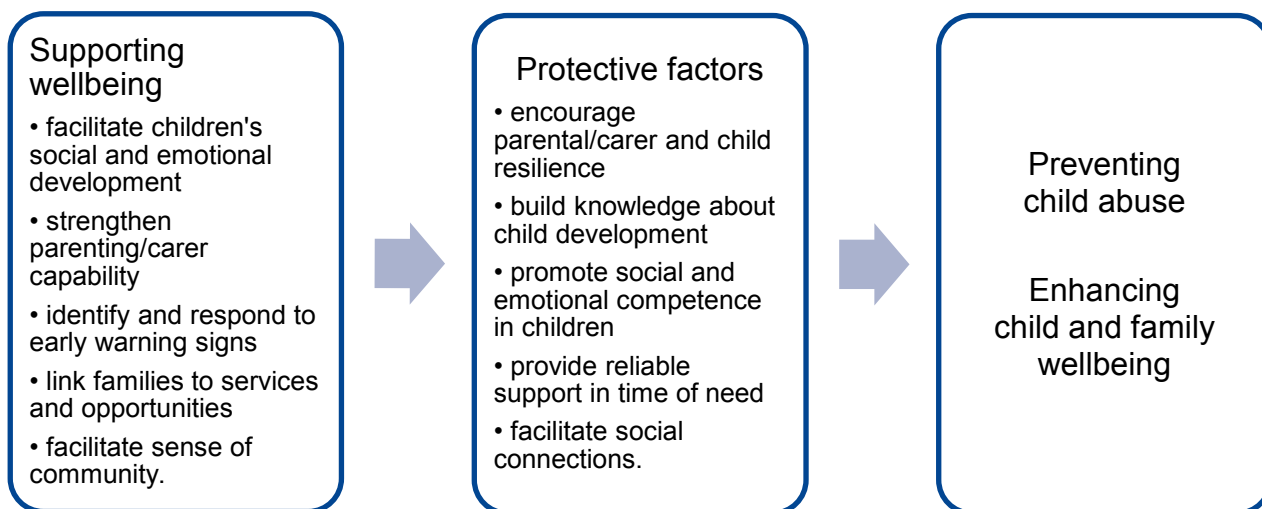 Supporting
wellbeing
• facilitate children's
social and emotional
development
• strengthen
parenting/carer
capability
• identify and respond to
early warning signs
• link families to services
and opportunities
• facilitate sense of
community.
Protective factors
• encourage
parental/carer and child
resilience
• build knowledge about
child development
• promote social and
emotional competence
in children
• provide reliable
support in time of need
• facilitate social
connections.
Preventing
child abuse
Enhancing
child and family
wellbeing